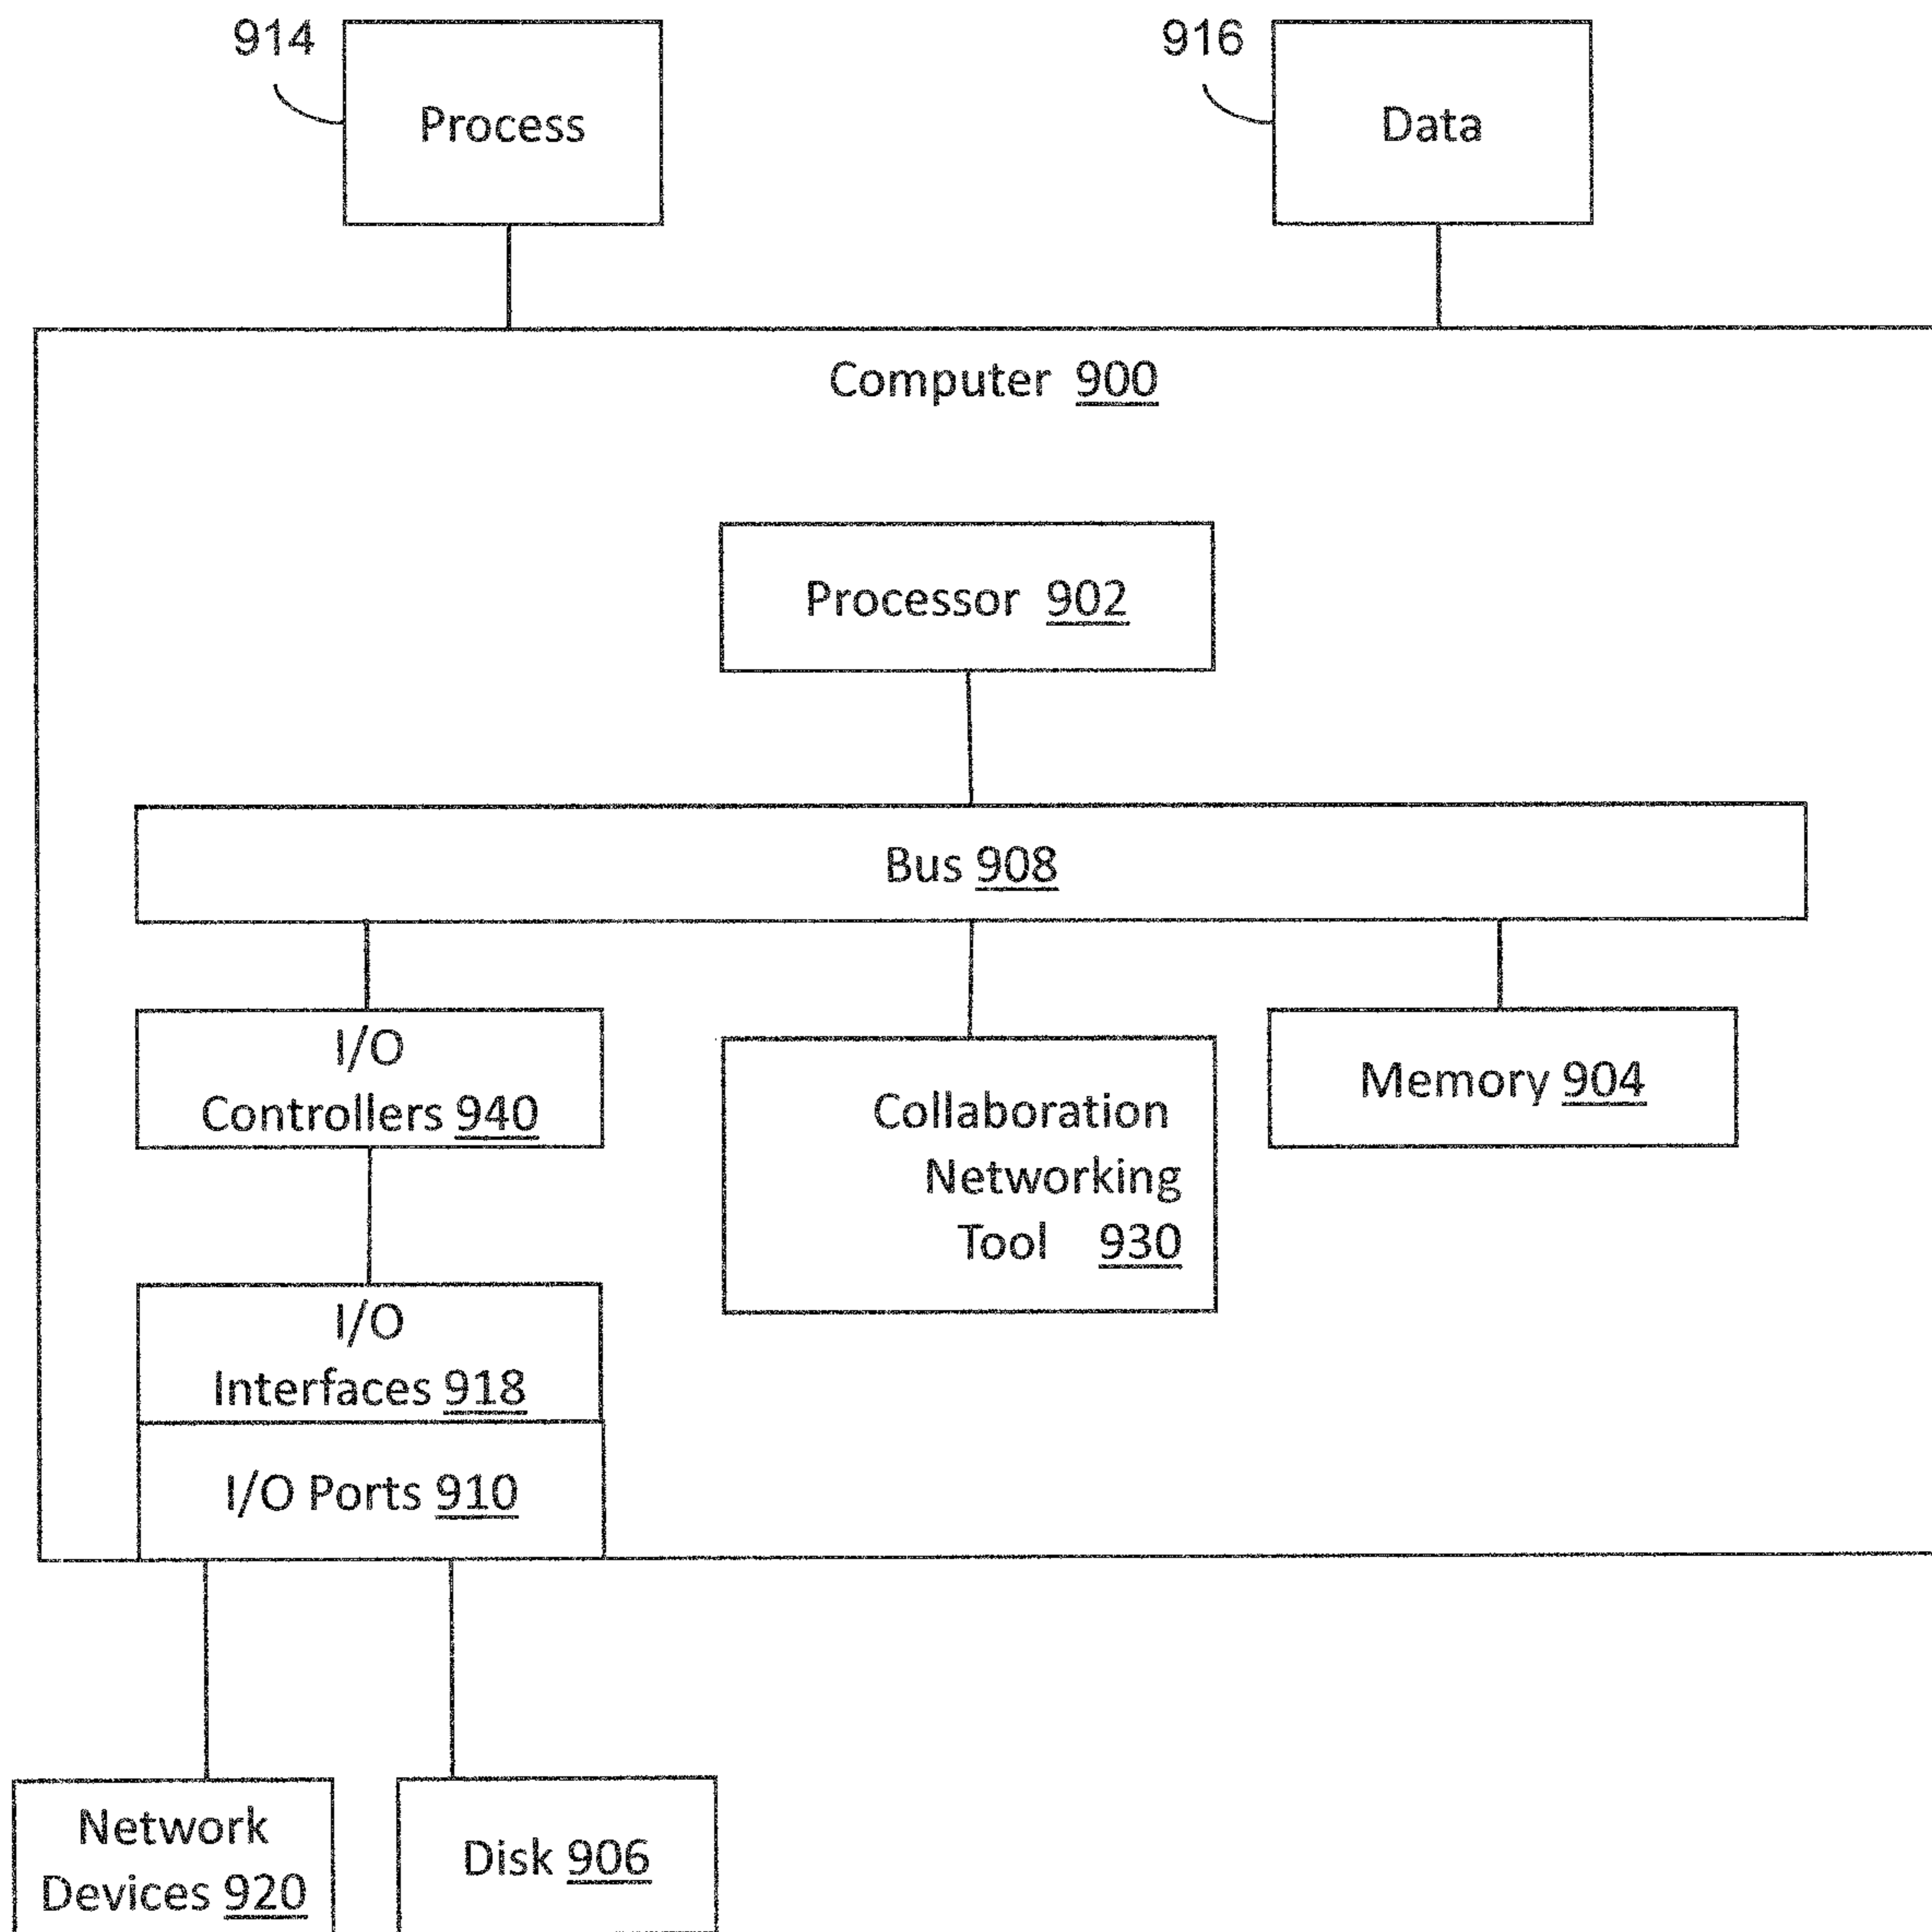 914
Process
916
Data
Computer 900
Processor 902
Bus 908
I/O
Controllers 940
Collaboration
Networking
Tool 930
Memory 904
I/O
Interfaces 918
I/O Ports 910
Network
Devices 920
Disk 906